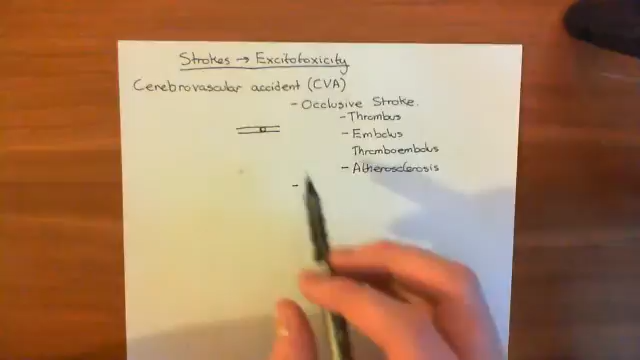 Strokes → Excitotoxicity
Cerebrovascular accident (CVA)
- Occlusive Stroke.
- Thrombus
- Embolus
Thromboembolus
- Atherosclerosis
-